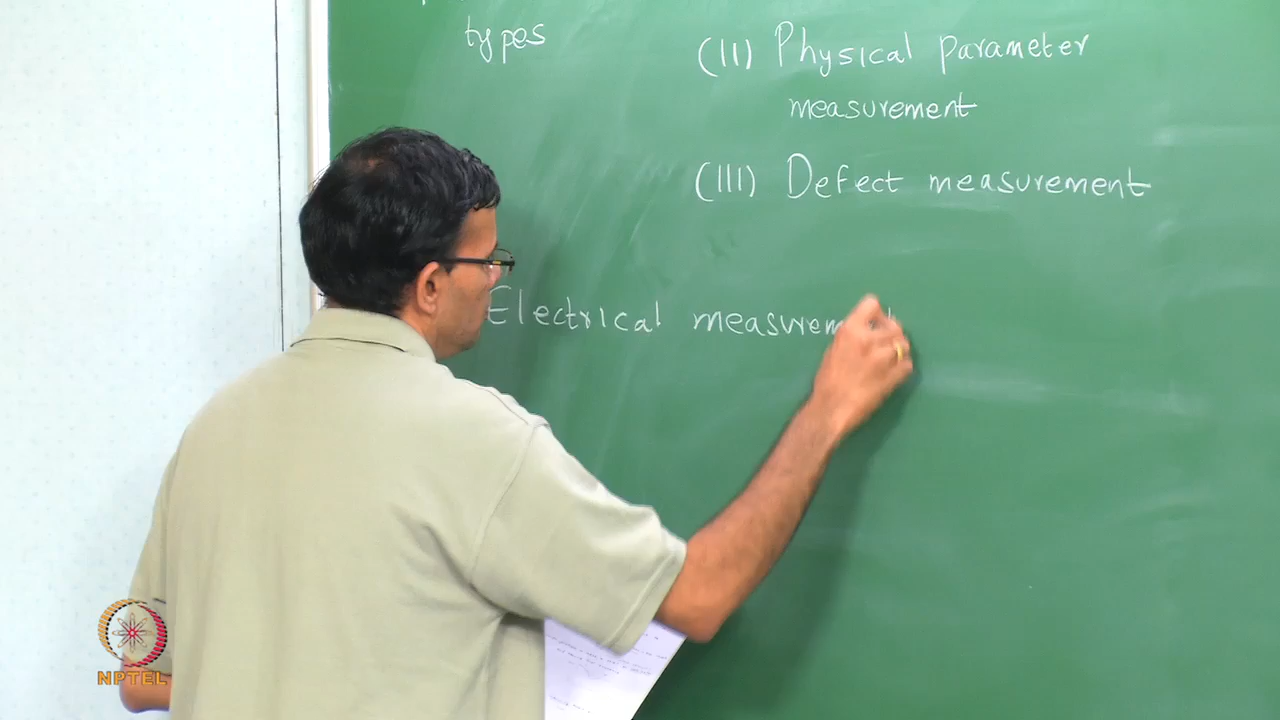 types
(II) Physical parameter
measurement
(III) Defect measurement
Electrical measurement
NPTEL